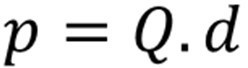 p = Q.d